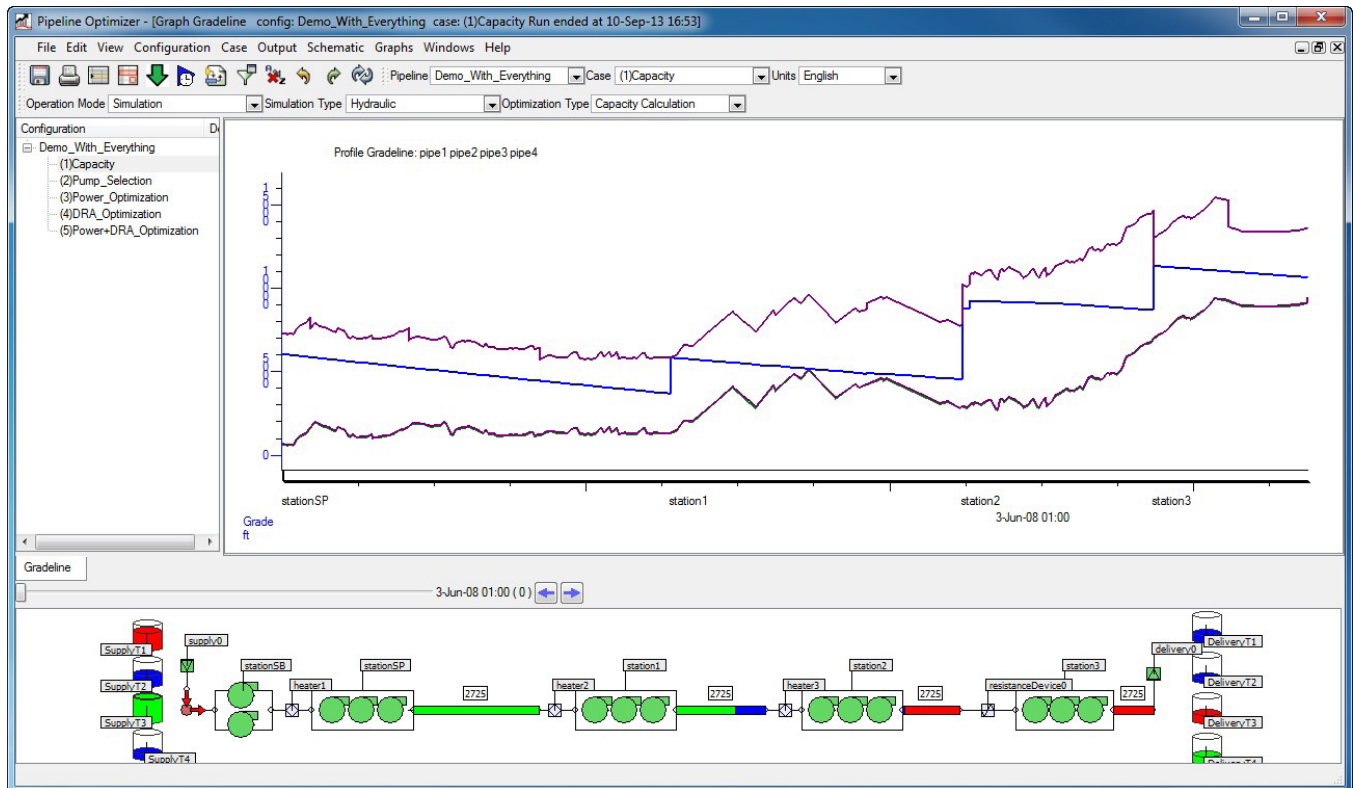 Pipeline Optimizer - [Graph Gradeline   config: Demo_With_Everything  case: (1)Capacity Run ended at 10-Sep-13 16:53]
File Edit View Configuration Case Output Schematic Graphs Windows Help
Pipeline Demo_With_Everything Case (1)Capacity Units English
Operation Mode Simulation Simulation Type Hydraulic Optimization Type Capacity Calculation
Configuration D
Demo_With_Everything
(1)Capacity
(2)Pump_Selection
(3)Power_Optimization
(4)DRA_Optimization
(5)Power+DRA_Optimization
Profile Gradeline: pipe1 pipe2 pipe3 pipe4
1500
1000
500
0
stationSP station1 station2 station3
Grade
ft
3-Jun-08 01:00
Gradeline
3-Jun-08 01:00 ( 0 )
SupplyT1 supply0 delivery0 DeliveryT1
stationSB stationSP station1 station2 station3
SupplyT2 heater1 2725 heater2 2725 heater3 2725 resistanceDevice0 2725 DeliveryT2
SupplyT3 DeliveryT3
SupplyT4 DeliveryT4